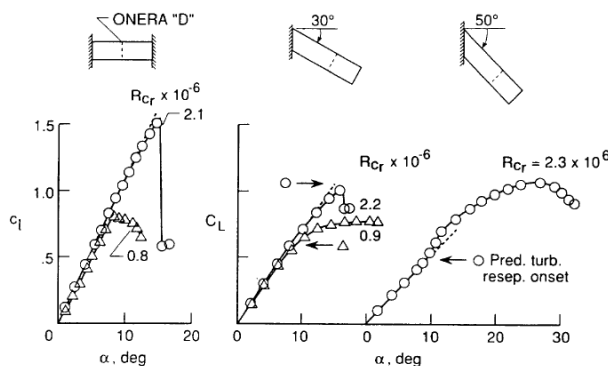 ONERA "D"
30°
50°
R_cr x 10^-6
2.1
0.8
1.5
1.0
.5
c_l
0 10 20
α, deg
R_cr x 10^-6
2.2
0.9
C_L
0 10 0
α, deg
R_cr = 2.3 x 10^6
Pred. turb.
resep. onset
10 20 30
α, deg